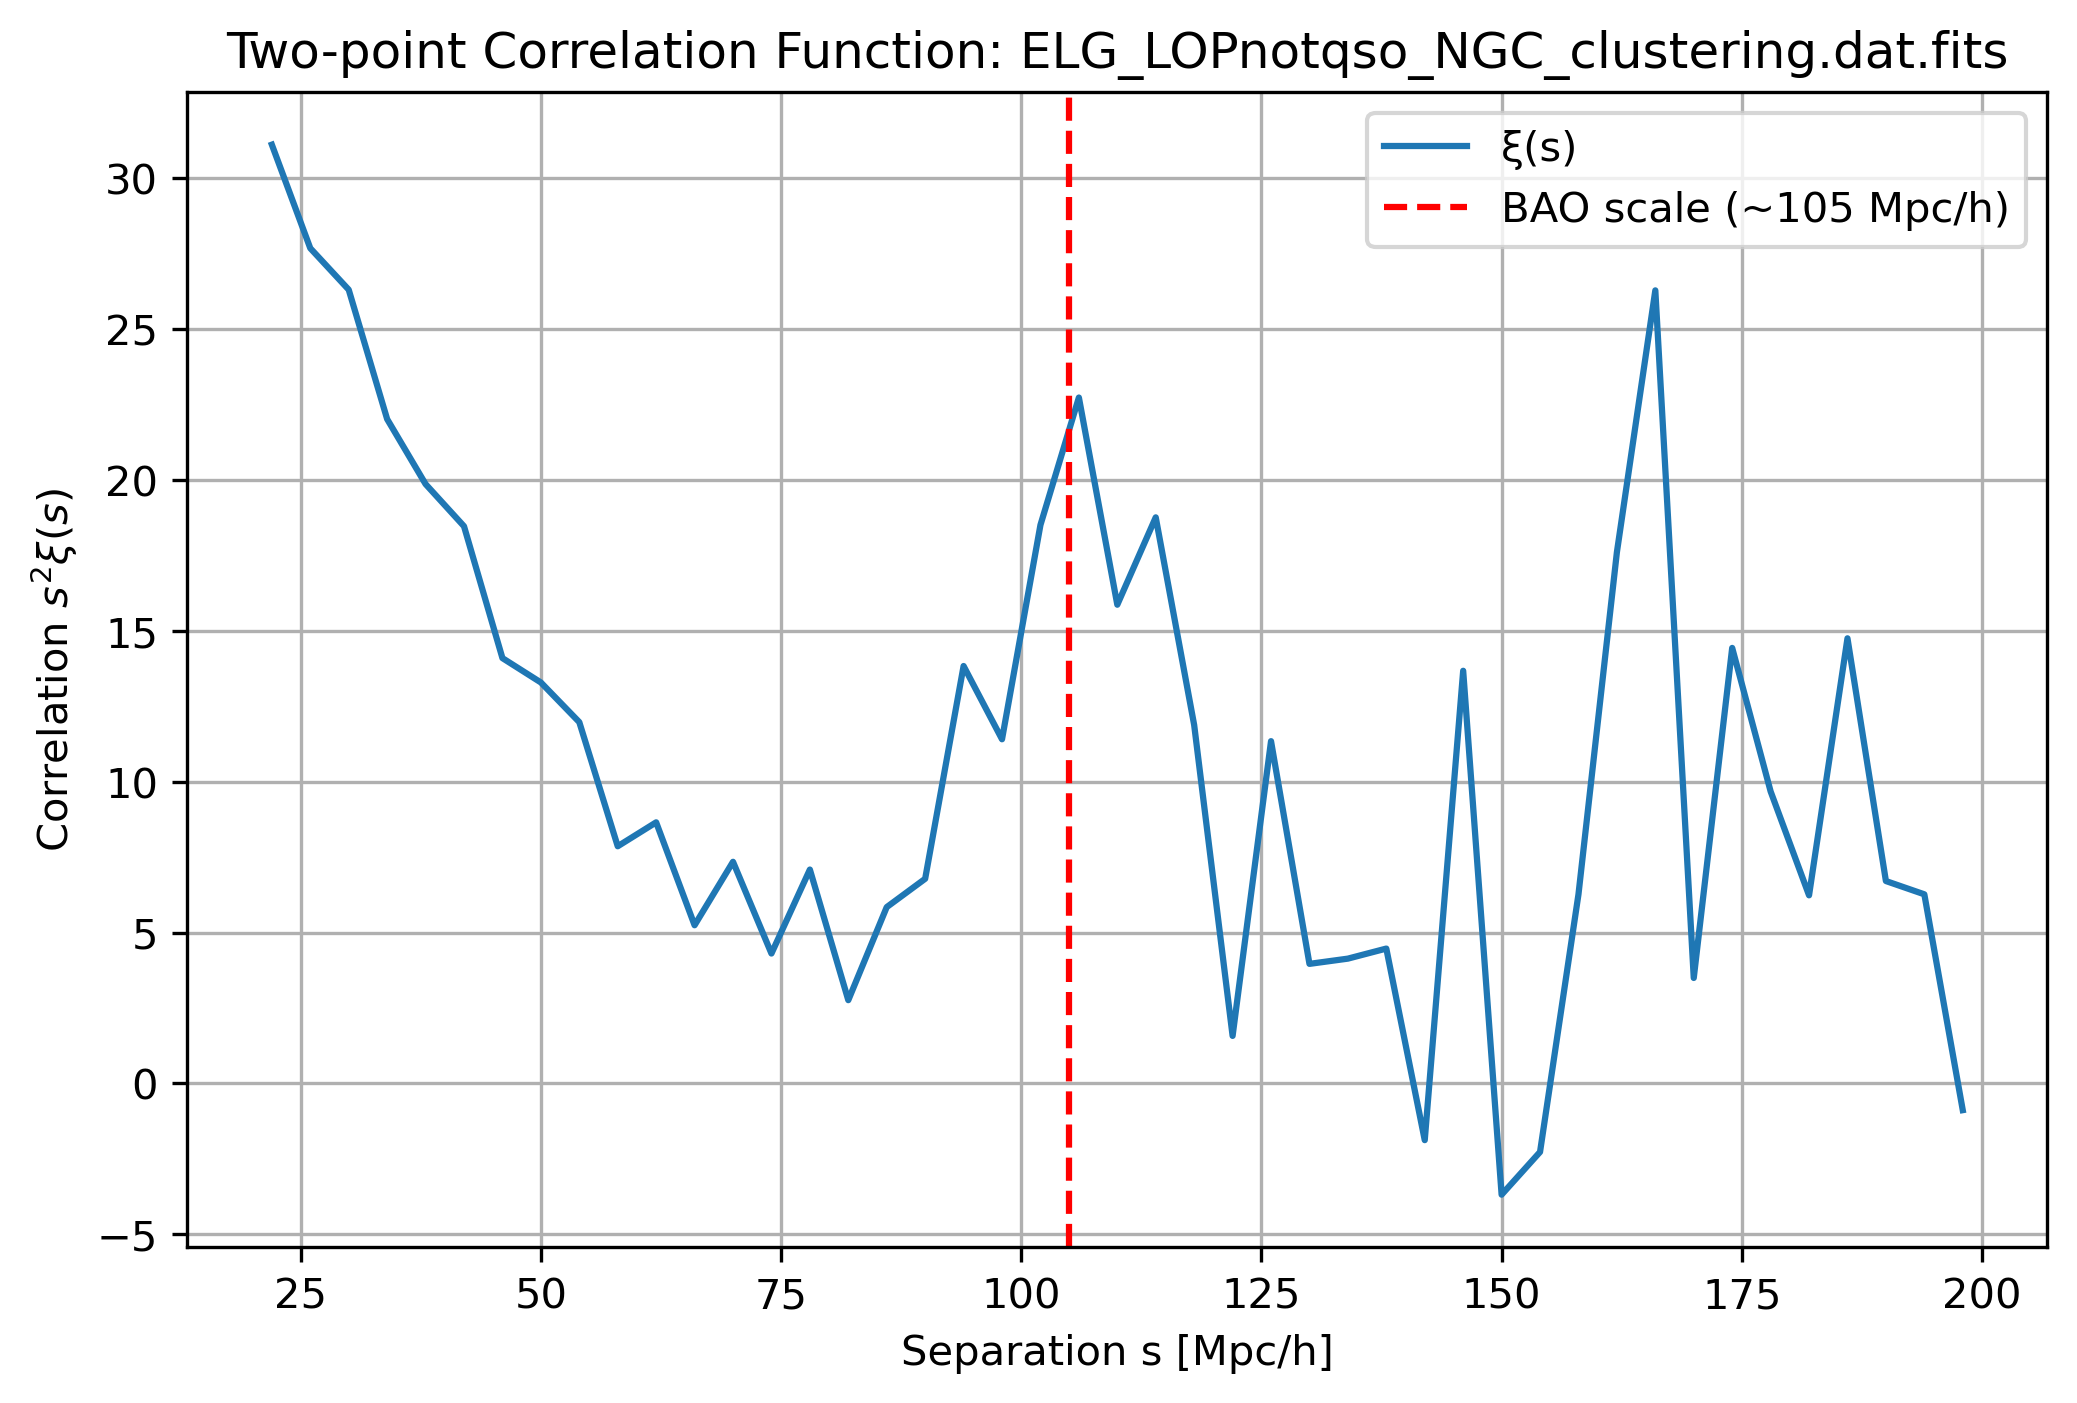 Two-point Correlation Function: ELG_LOPnotqso_NGC_clustering.dat.fits
ξ(s)
BAO scale (~105 Mpc/h)
Correlation s²ξ(s)
30
25
20
15
10
5
0
−5
25 50 75 100 125 150 175 200
Separation s [Mpc/h]